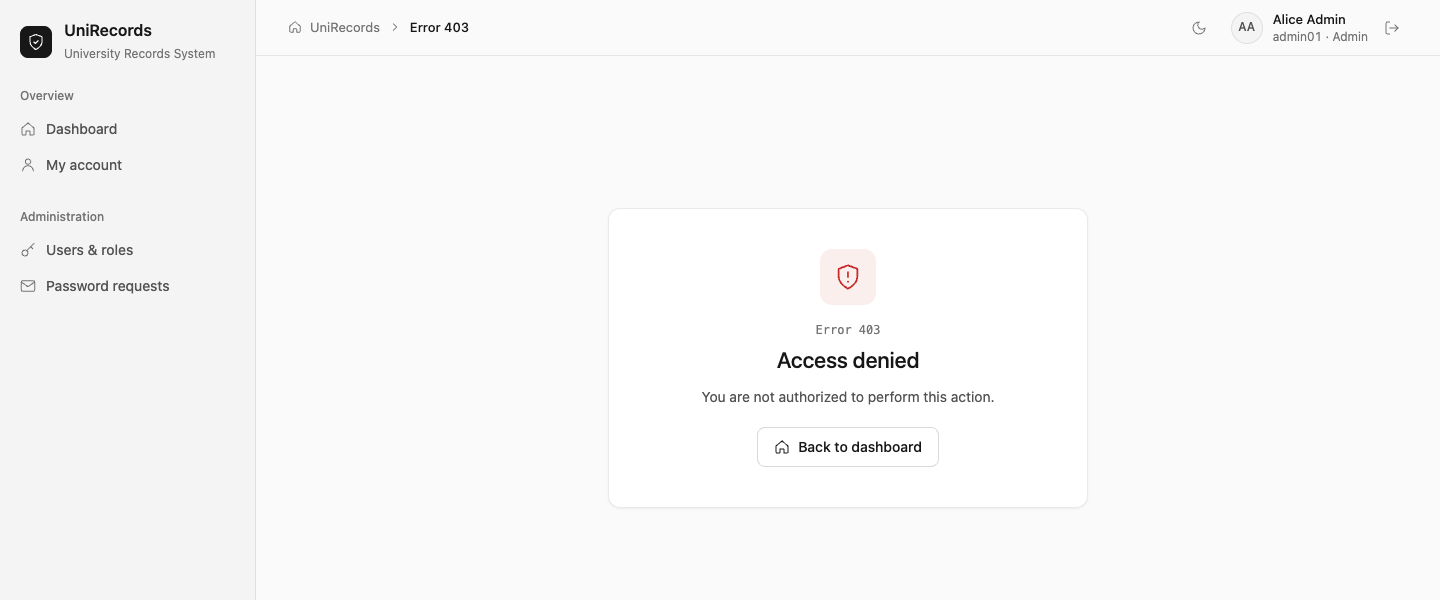 UniRecords
University Records System
Overview
Dashboard
My account
Administration
Users & roles
Password requests
UniRecords
Error 403
AA
Alice Admin
admin01 · Admin
Error 403
Access denied
You are not authorized to perform this action.
Back to dashboard